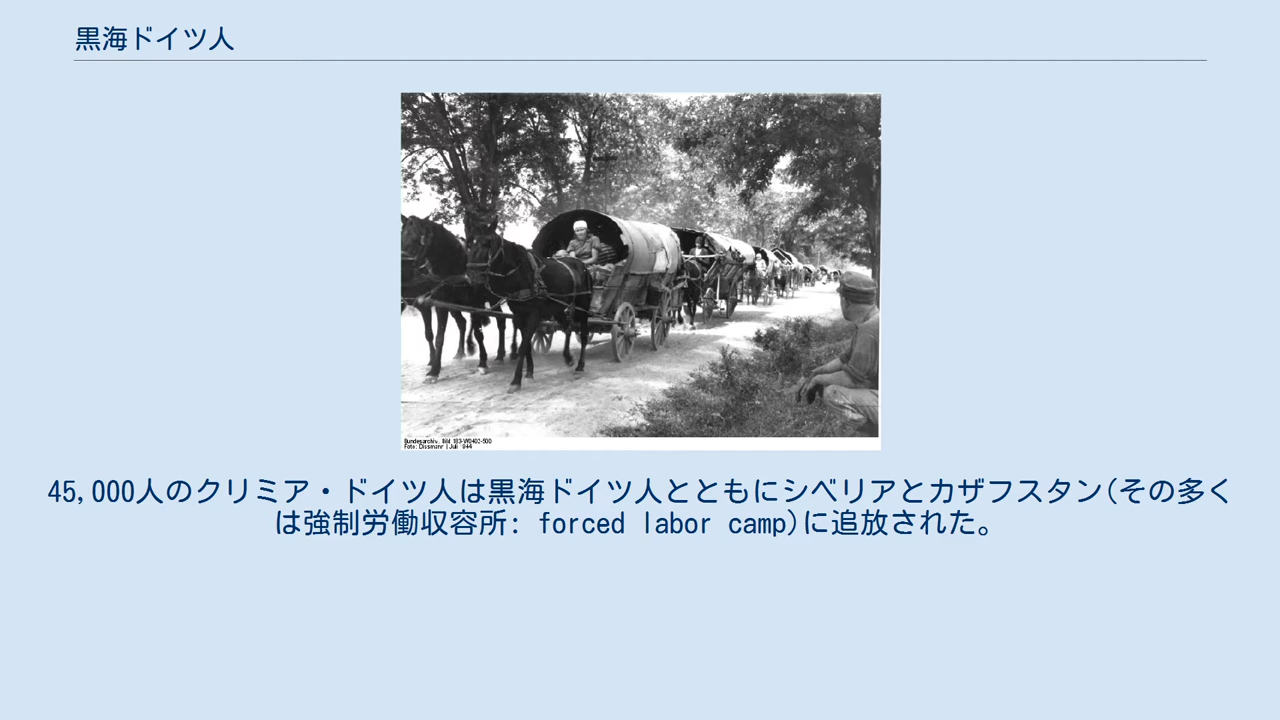 黒海ドイツ人
Bundesarchiv, Bild 183-W0402-500
Foto: Dissmann | Juli 1944
45,000人のクリミア・ドイツ人は黒海ドイツ人とともにシベリアとカザフスタン(その多く
は強制労働収容所: forced labor camp)に追放された。